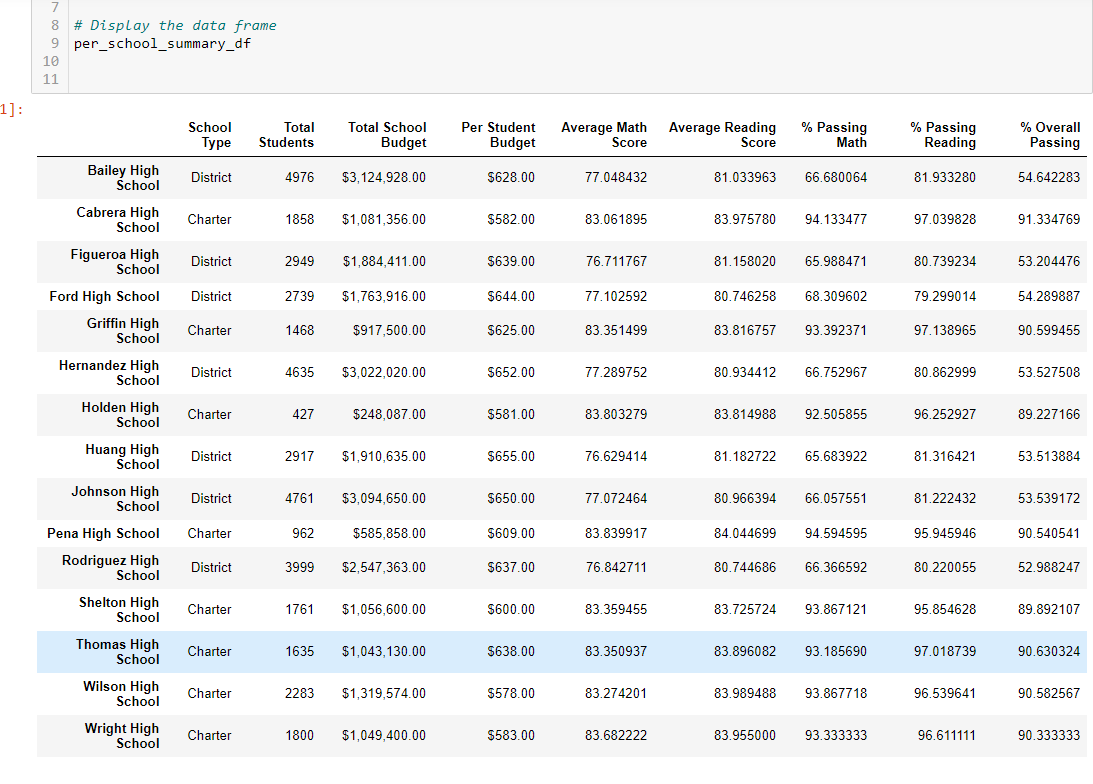 7
8 # Display the data frame
9 per_school_summary_df
10
11
1]:
School Type Total Students Total School Budget Per Student Budget Average Math Score Average Reading Score % Passing Math % Passing Reading % Overall Passing
Bailey High School District 4976 $3,124,928.00 $628.00 77.048432 81.033963 66.680064 81.933280 54.642283
Cabrera High School Charter 1858 $1,081,356.00 $582.00 83.061895 83.975780 94.133477 97.039828 91.334769
Figueroa High School District 2949 $1,884,411.00 $639.00 76.711767 81.158020 65.988471 80.739234 53.204476
Ford High School District 2739 $1,763,916.00 $644.00 77.102592 80.746258 68.309602 79.299014 54.289887
Griffin High School Charter 1468 $917,500.00 $625.00 83.351499 83.816757 93.392371 97.138965 90.599455
Hernandez High School District 4635 $3,022,020.00 $652.00 77.289752 80.934412 66.752967 80.862999 53.527508
Holden High School Charter 427 $248,087.00 $581.00 83.803279 83.814988 92.505855 96.252927 89.227166
Huang High School District 2917 $1,910,635.00 $655.00 76.629414 81.182722 65.683922 81.316421 53.513884
Johnson High School District 4761 $3,094,650.00 $650.00 77.072464 80.966394 66.057551 81.222432 53.539172
Pena High School Charter 962 $585,858.00 $609.00 83.839917 84.044699 94.594595 95.945946 90.540541
Rodriguez High School District 3999 $2,547,363.00 $637.00 76.842711 80.744686 66.366592 80.220055 52.988247
Shelton High School Charter 1761 $1,056,600.00 $600.00 83.359455 83.725724 93.867121 95.854628 89.892107
Thomas High School Charter 1635 $1,043,130.00 $638.00 83.350937 83.896082 93.185690 97.018739 90.630324
Wilson High School Charter 2283 $1,319,574.00 $578.00 83.274201 83.989488 93.867718 96.539641 90.582567
Wright High School Charter 1800 $1,049,400.00 $583.00 83.682222 83.955000 93.333333 96.611111 90.333333